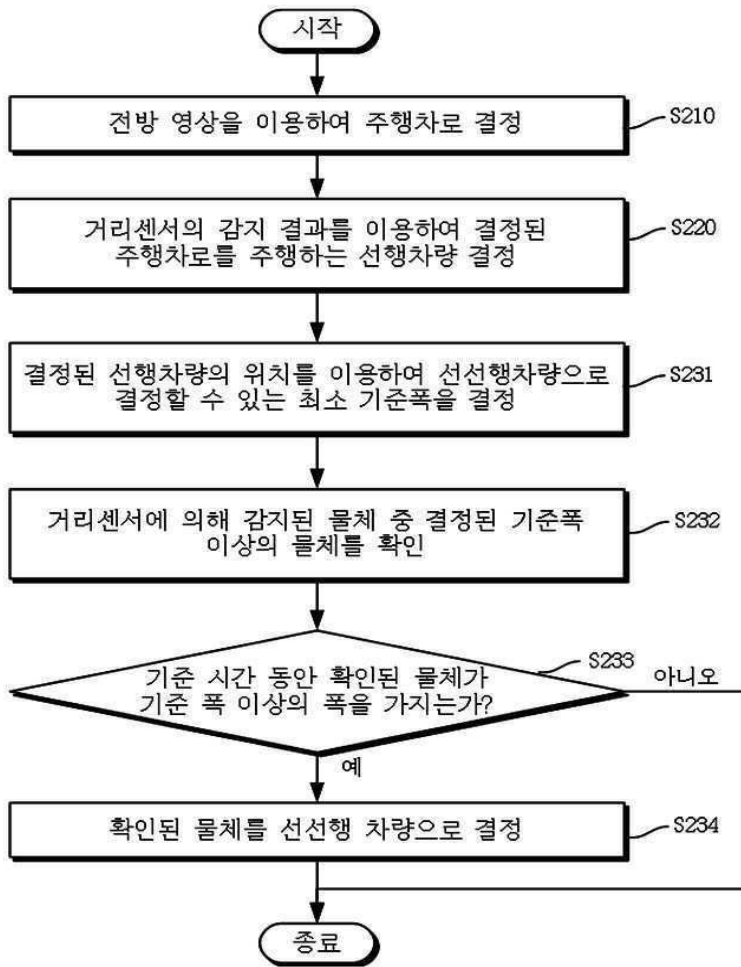 시작
전방 영상을 이용하여 주행차로 결정
S210
거리센서의 감지 결과를 이용하여 결정된
주행차로를 주행하는 선행차량 결정
S220
결정된 선행차량의 위치를 이용하여 선선행차량으로
결정할 수 있는 최소 기준폭을 결정
S231
거리센서에 의해 감지된 물체 중 결정된 기준폭
이상의 물체를 확인
S232
기준 시간 동안 확인된 물체가
기준 폭 이상의 폭을 가지는가?
S233
아니오
예
확인된 물체를 선선행 차량으로 결정
S234
종료